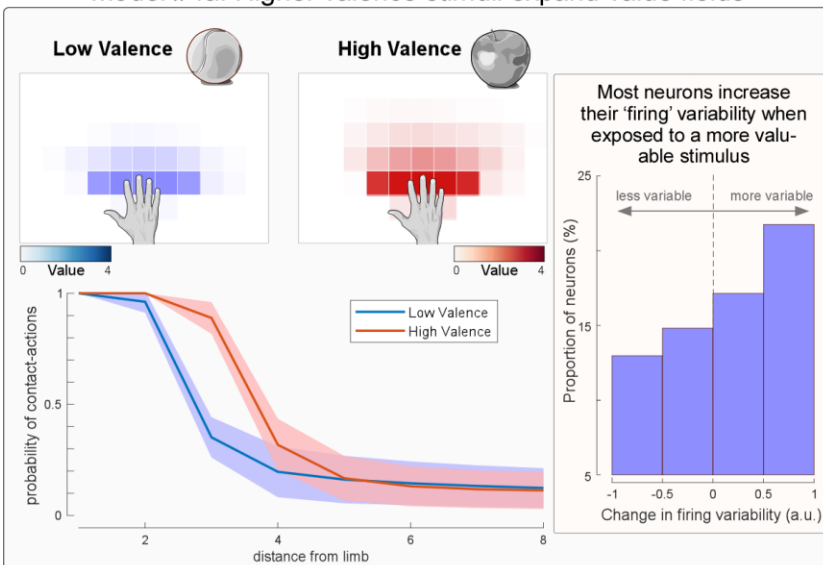 Low Valence
High Valence
0
Value
4
0
Value
4
1
0.5
0
probability of contact-actions
2
4
6
8
distance from limb
Low Valence
High Valence
Most neurons increase
their ‘firing’ variability when
exposed to a more valu-
able stimulus
25
15
5
Proportion of neurons (%)
less variable
more variable
-1
-0.5
0
0.5
1
Change in firing variability (a.u.)